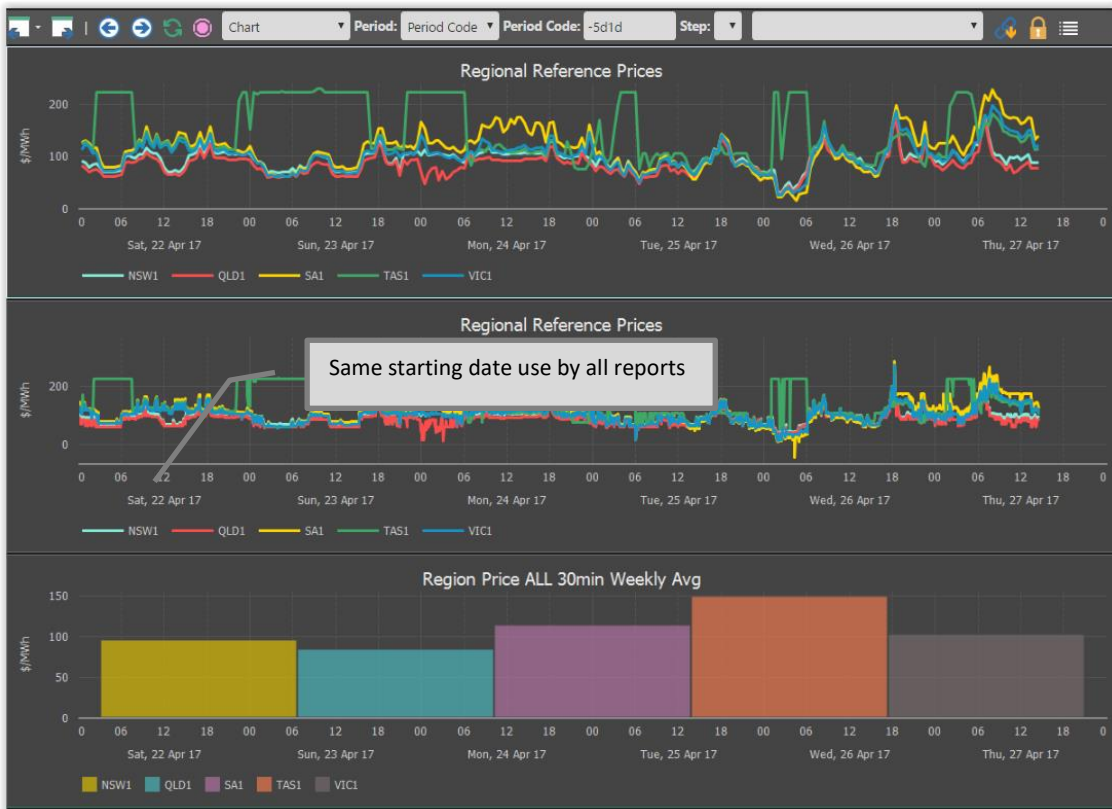 Chart Period: Period Code Period Code: -5d1d Step:
Regional Reference Prices
200
100
0
$/MWh
0 06 12 18 00 06 12 18 00 06 12 18 00 06 12 18 00 06 12 18 00 06 12 18 0
Sat, 22 Apr 17 Sun, 23 Apr 17 Mon, 24 Apr 17 Tue, 25 Apr 17 Wed, 26 Apr 17 Thu, 27 Apr 17
NSW1 QLD1 SA1 TAS1 VIC1
Regional Reference Prices
Same starting date use by all reports
200
0
$/MWh
0 06 12 18 00 06 12 18 00 06 12 18 00 06 12 18 00 06 12 18 00 06 12 18 0
Sat, 22 Apr 17 Sun, 23 Apr 17 Mon, 24 Apr 17 Tue, 25 Apr 17 Wed, 26 Apr 17 Thu, 27 Apr 17
NSW1 QLD1 SA1 TAS1 VIC1
Region Price ALL 30min Weekly Avg
150
100
50
0
$/MWh
0 06 12 18 00 06 12 18 00 06 12 18 00 06 12 18 00 06 12 18 00 06 12 18 0
Sat, 22 Apr 17 Sun, 23 Apr 17 Mon, 24 Apr 17 Tue, 25 Apr 17 Wed, 26 Apr 17 Thu, 27 Apr 17
NSW1 QLD1 SA1 TAS1 VIC1